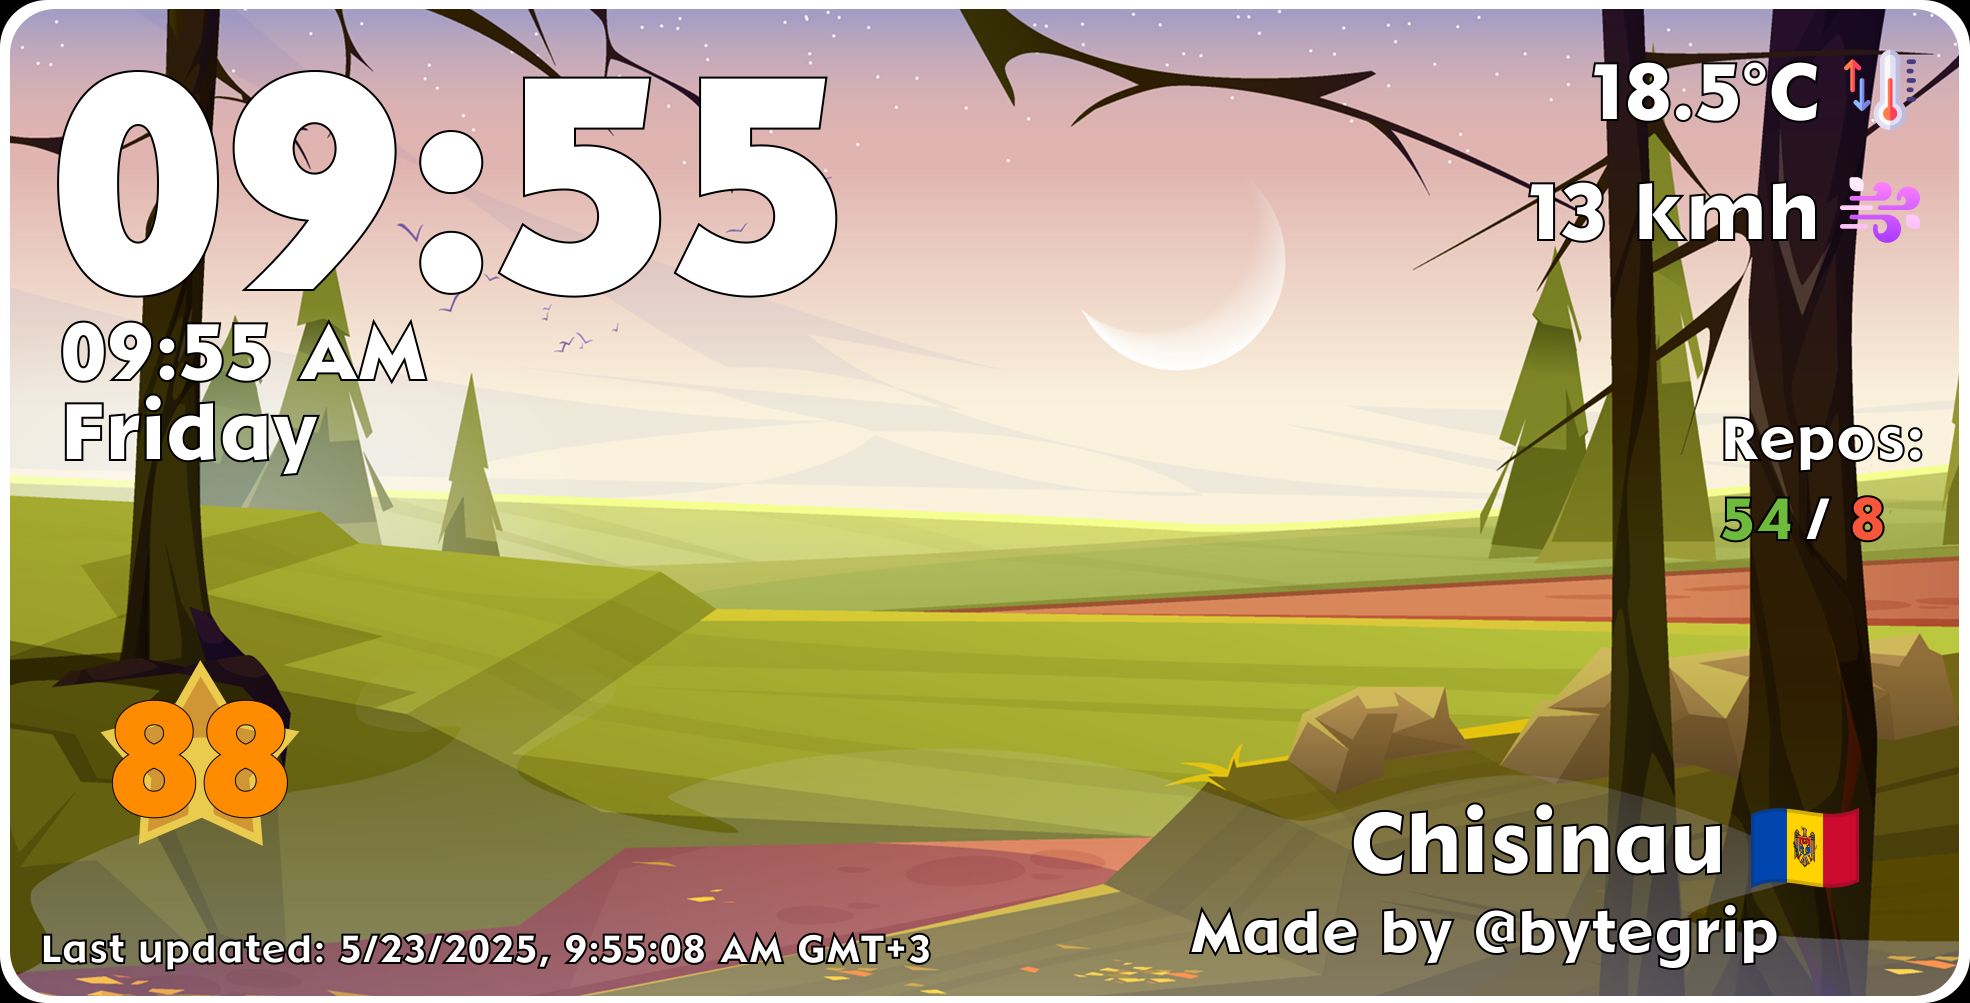 09:55
09:55 AM
Friday
18.5°C
13 kmh
Repos:
54 / 8
88
Chisinau
Made by @bytegrip
Last updated: 5/23/2025, 9:55:08 AM GMT+3